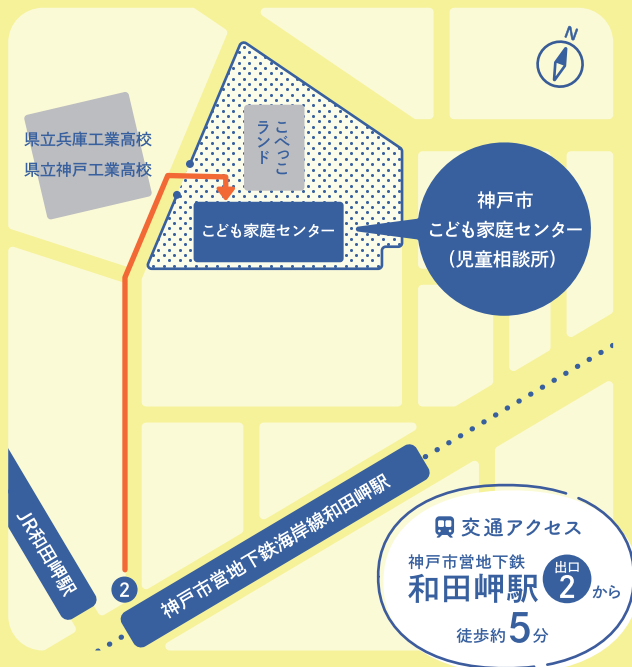 N
県立兵庫工業高校
県立神戸工業高校
こべっこ
ランド
こども家庭センター
神戸市
こども家庭センター
(児童相談所)
JR和田岬駅
2
神戸市営地下鉄海岸線和田岬駅
交通アクセス
神戸市営地下鉄
和田岬駅 出口2 から
徒歩約5分